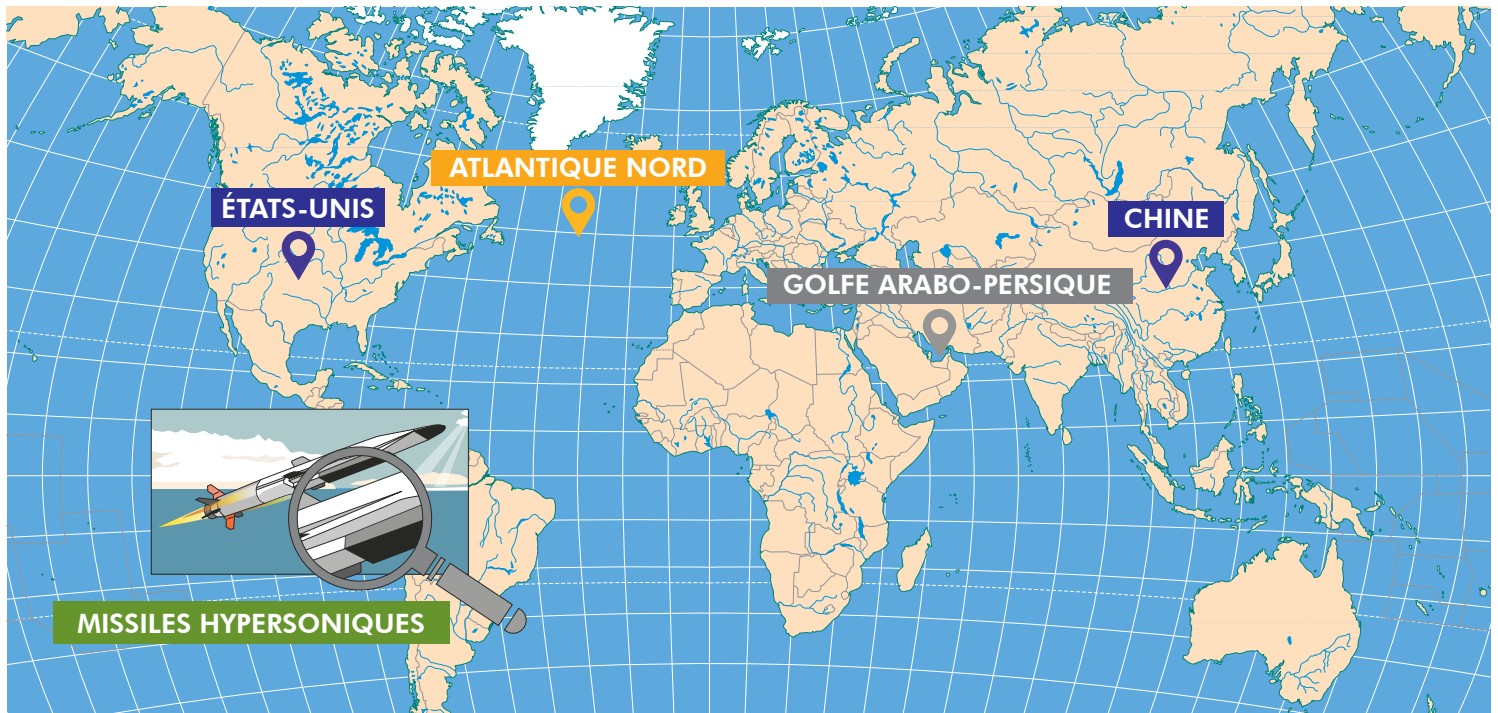 ATLANTIQUE NORD
ÉTATS-UNIS
CHINE
GOLFE ARABO-PERSIQUE
MISSILES HYPERSONIQUES